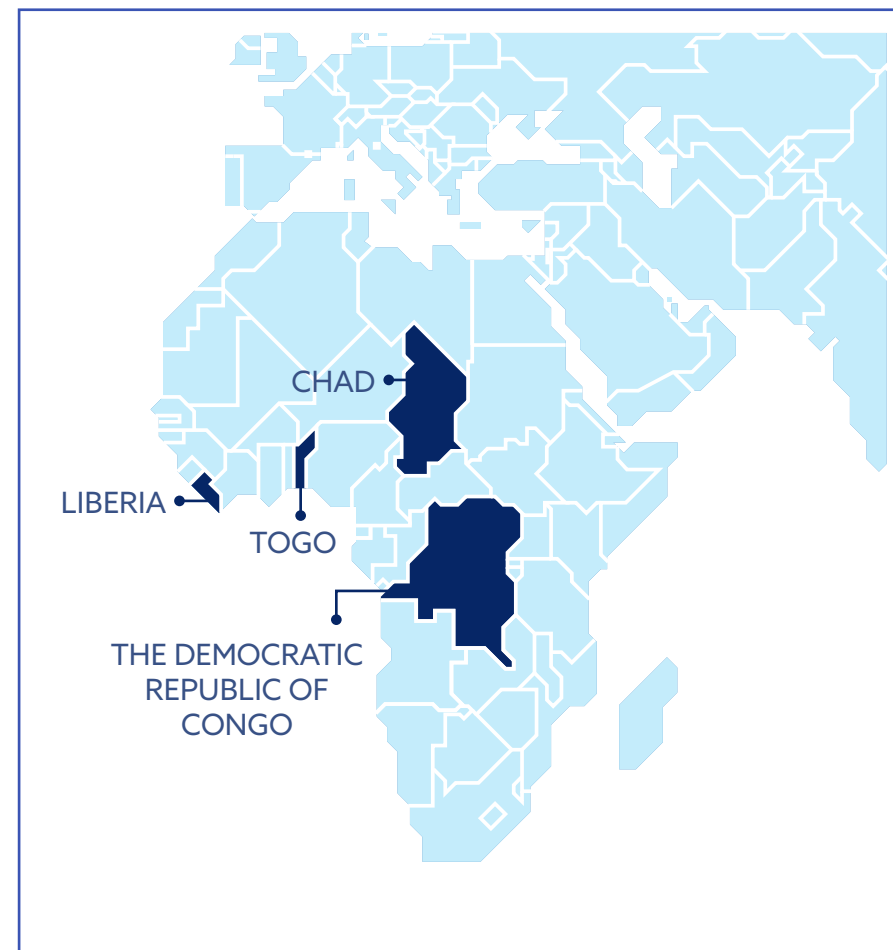 CHAD
LIBERIA
TOGO
THE DEMOCRATIC
REPUBLIC OF
CONGO